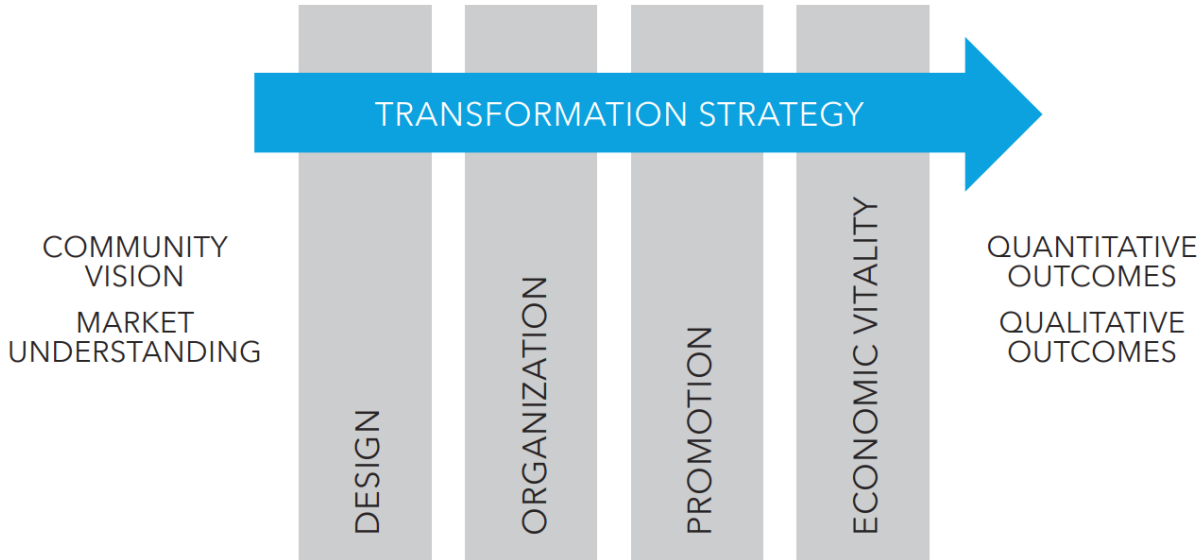 TRANSFORMATION STRATEGY
COMMUNITY
VISION
MARKET
UNDERSTANDING
DESIGN
ORGANIZATION
PROMOTION
ECONOMIC VITALITY
QUANTITATIVE
OUTCOMES
QUALITATIVE
OUTCOMES